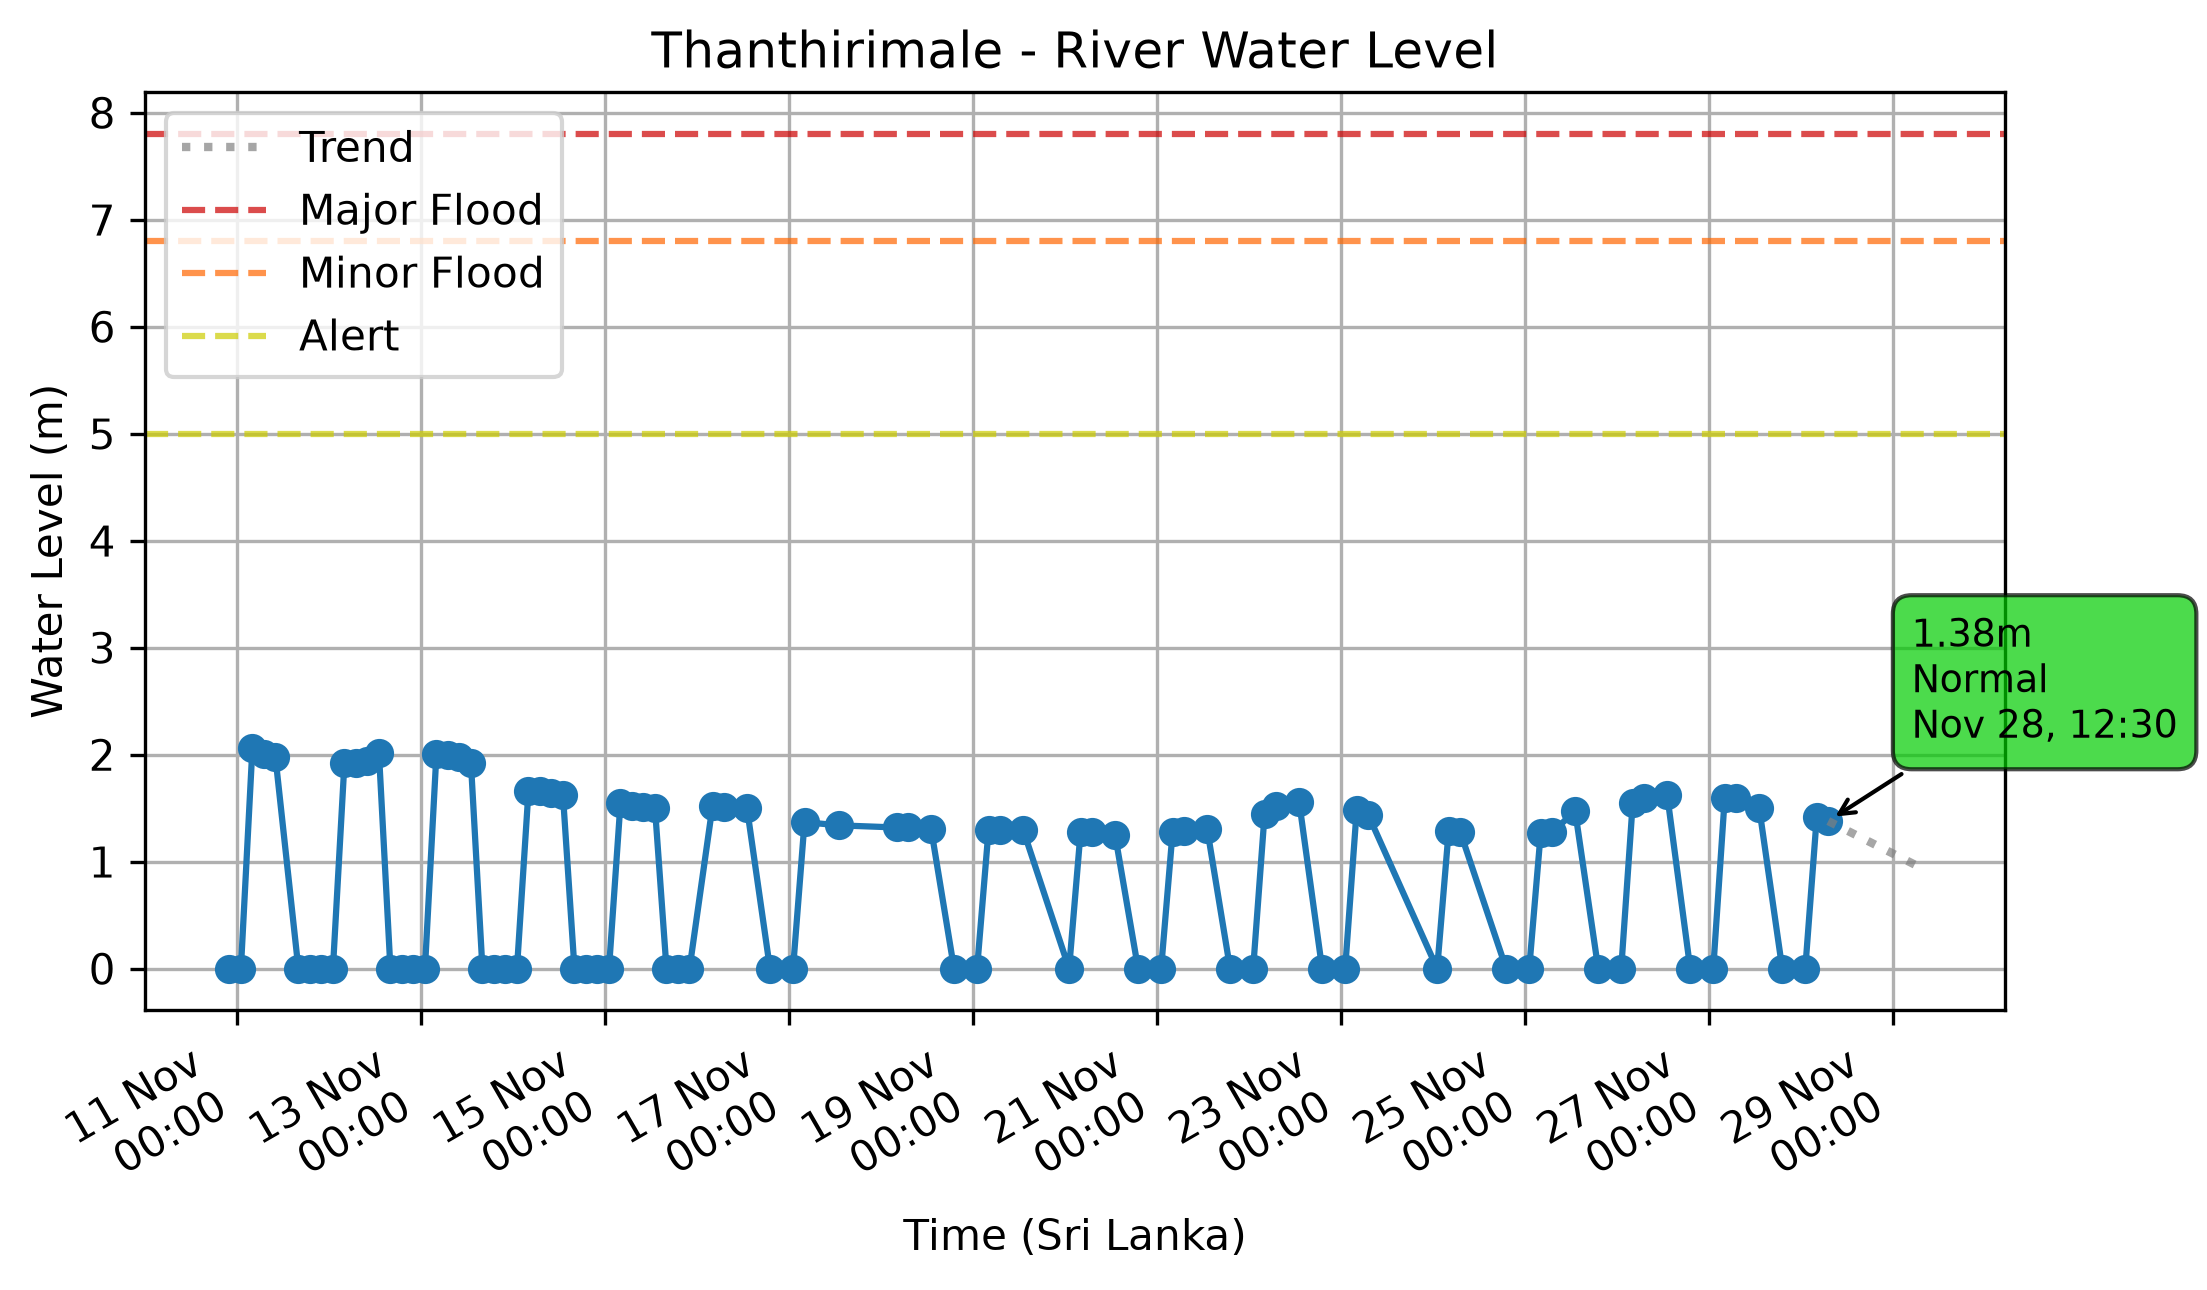 Thanthirimale - River Water Level
8
7
6
5
4
3
2
1
0
Water Level (m)
Trend
Major Flood
Minor Flood
Alert
1.38m
Normal
Nov 28, 12:30
11 Nov
00:00
13 Nov
00:00
15 Nov
00:00
17 Nov
00:00
19 Nov
00:00
21 Nov
00:00
23 Nov
00:00
25 Nov
00:00
27 Nov
00:00
29 Nov
00:00
Time (Sri Lanka)